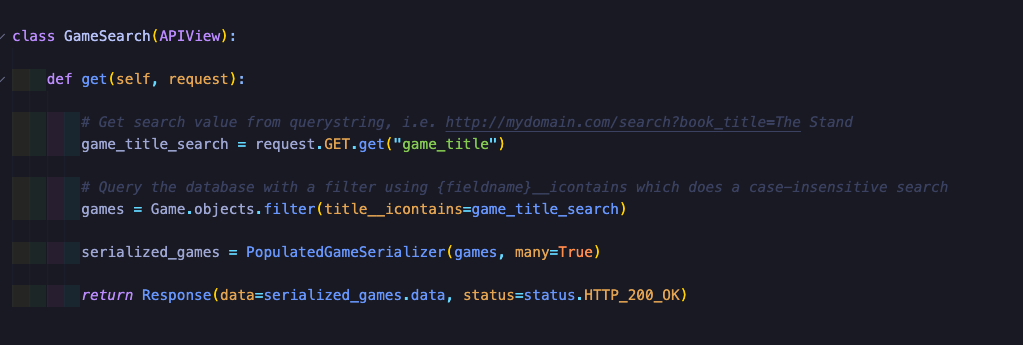 class GameSearch(APIView):
def get(self, request):
# Get search value from querystring, i.e. http://mydomain.com/search?book_title=The Stand
game_title_search = request.GET.get("game_title")
# Query the database with a filter using {fieldname}__icontains which does a case-insensitive search
games = Game.objects.filter(title__icontains=game_title_search)
serialized_games = PopulatedGameSerializer(games, many=True)
return Response(data=serialized_games.data, status=status.HTTP_200_OK)